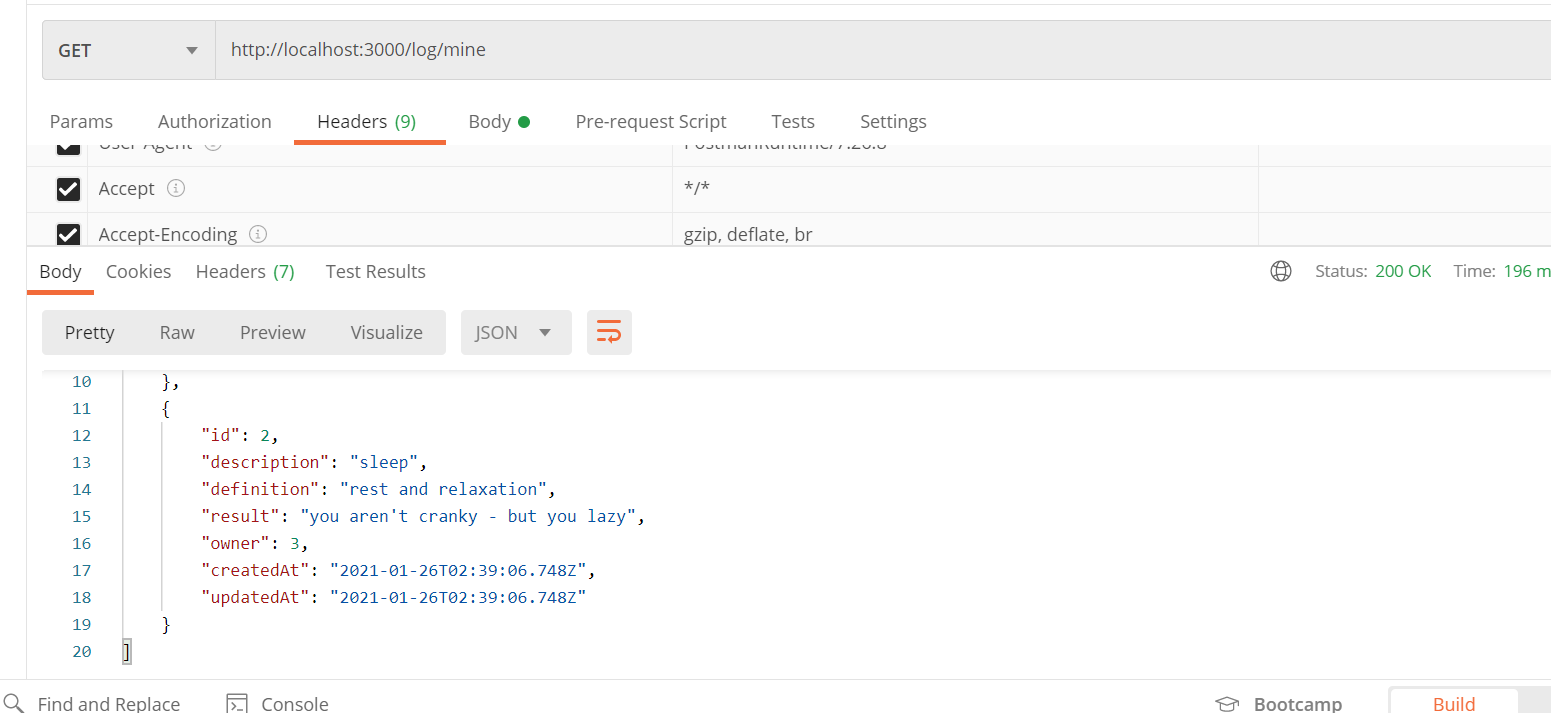 GET http://localhost:3000/log/mine
Params Authorization Headers (9) Body Pre-request Script Tests Settings
User-Agent PostmanRuntime/7.26.8
Accept */*
Accept-Encoding gzip, deflate, br
Body Cookies Headers (7) Test Results Status: 200 OK Time: 196 m
Pretty Raw Preview Visualize JSON
10 },
11 {
12 "id": 2,
13 "description": "sleep",
14 "definition": "rest and relaxation",
15 "result": "you aren't cranky - but you lazy",
16 "owner": 3,
17 "createdAt": "2021-01-26T02:39:06.748Z",
18 "updatedAt": "2021-01-26T02:39:06.748Z"
19 }
20 ]
Find and Replace Console Bootcamp Build